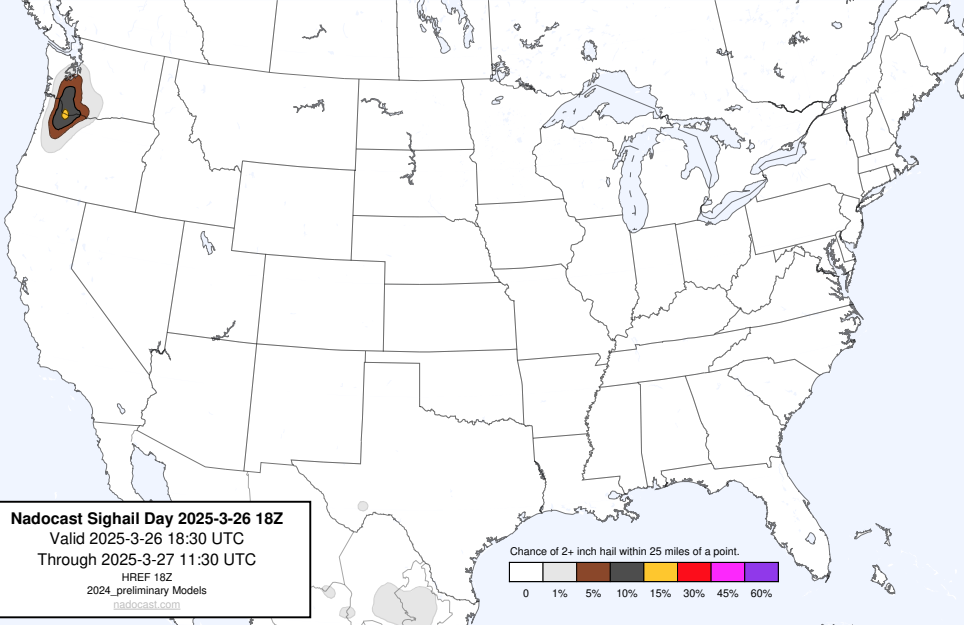 Nadocast Sighail Day 2025-3-26 18Z
Valid 2025-3-26 18:30 UTC
Through 2025-3-27 11:30 UTC
HREF 18Z
2024_preliminary Models
nadocast.com
Chance of 2+ inch hail within 25 miles of a point.
0 1% 5% 10% 15% 30% 45% 60%